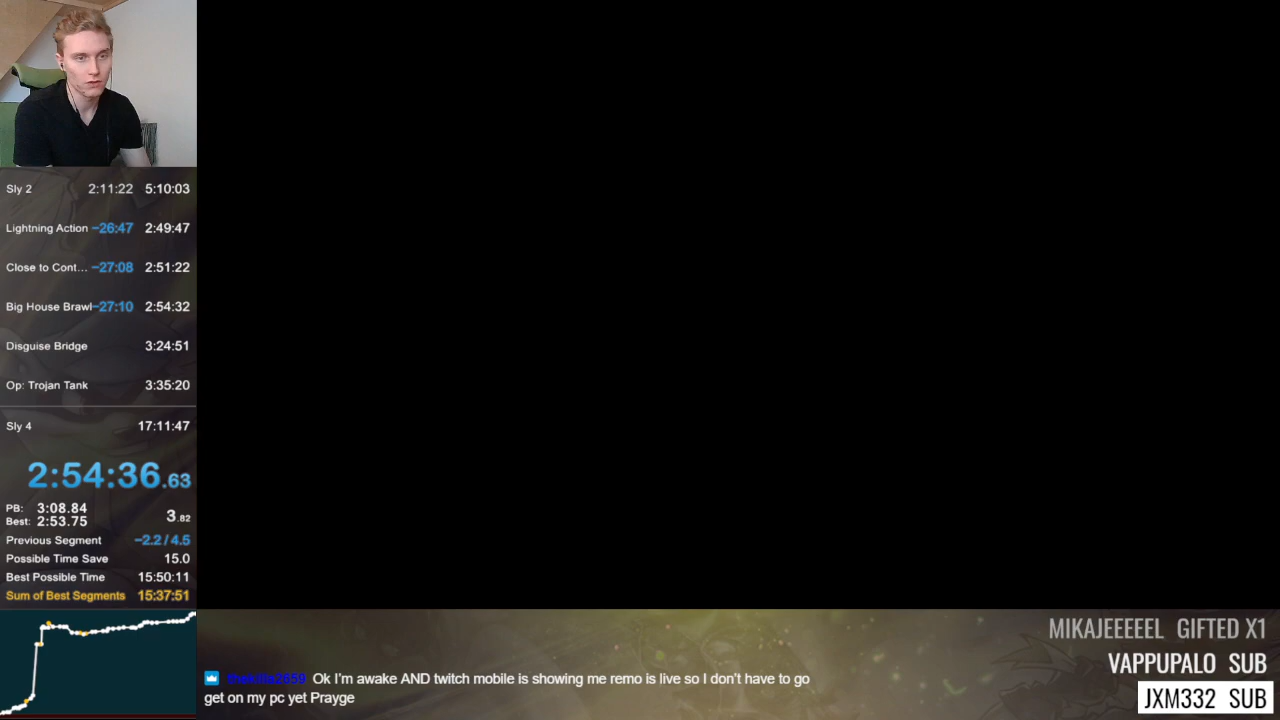 Sly 2 2:11:22 5:10:03
Lightning Action −26:47 2:49:47
Close to Cont... −27:08 2:51:22
Big House Brawl −27:10 2:54:32
Disguise Bridge 3:24:51
Op: Trojan Tank 3:35:20
Sly 4 17:11:47
2:54:36.63
PB: 3:08.84
Best: 2:53.75
3.82
Previous Segment −2.2 / 4.5
Possible Time Save 15.0
Best Possible Time 15:50:11
Sum of Best Segments 15:37:51
MIKAJEEEEEL GIFTED X1
VAPPUPALO SUB
JXM332 SUB
Ok I'm awake AND twitch mobile is showing me remo is live so I don't have to go
get on my pc yet Prayge